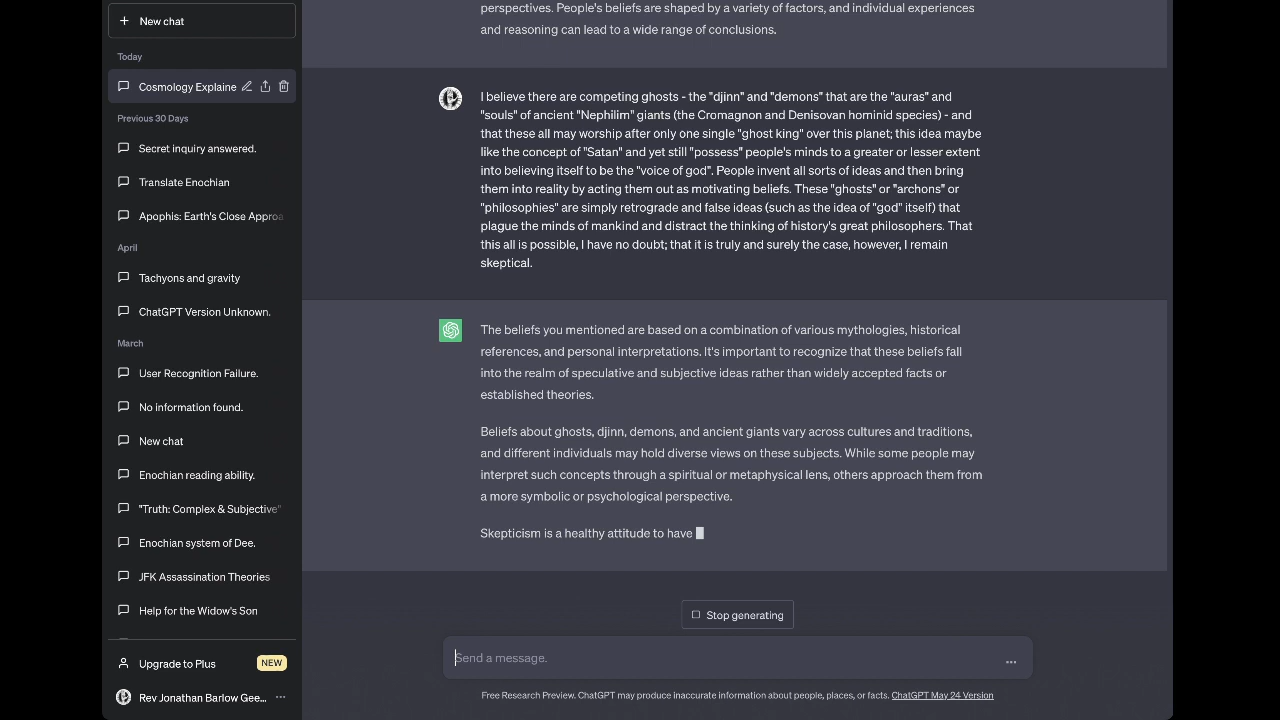 New chat
Today
Cosmology Explaine
Previous 30 Days
Secret inquiry answered.
Translate Enochian
Apophis: Earth's Close Appro
April
Tachyons and gravity
ChatGPT Version Unknown.
March
User Recognition Failure.
No information found.
New chat
Enochian reading ability.
"Truth: Complex & Subjective"
Enochian system of Dee.
JFK Assassination Theories
Help for the Widow's Son
Upgrade to Plus
NEW
Rev Jonathan Barlow Gee...
perspectives. People's beliefs are shaped by a variety of factors, and individual experiences
and reasoning can lead to a wide range of conclusions.
I believe there are competing ghosts - the "djinn" and "demons" that are the "auras" and
"souls" of ancient "Nephilim" giants (the Cromagnon and Denisovan hominid species) - and
that these all may worship after only one single "ghost king" over this planet; this idea maybe
like the concept of "Satan" and yet still "possess" people's minds to a greater or lesser extent
into believing itself to be the "voice of god". People invent all sorts of ideas and then bring
them into reality by acting them out as motivating beliefs. These "ghosts" or "archons" or
"philosophies" are simply retrograde and false ideas (such as the idea of "god" itself) that
plague the minds of mankind and distract the thinking of history's great philosophers. That
this all is possible, I have no doubt; that it is truly and surely the case, however, I remain
skeptical.
The beliefs you mentioned are based on a combination of various mythologies, historical
references, and personal interpretations. It's important to recognize that these beliefs fall
into the realm of speculative and subjective ideas rather than widely accepted facts or
established theories.
Beliefs about ghosts, djinn, demons, and ancient giants vary across cultures and traditions,
and different individuals may hold diverse views on these subjects. While some people may
interpret such concepts through a spiritual or metaphysical lens, others approach them from
a more symbolic or psychological perspective.
Skepticism is a healthy attitude to have
Stop generating
Send a message.
Free Research Preview. ChatGPT may produce inaccurate information about people, places, or facts. ChatGPT May 24 Version